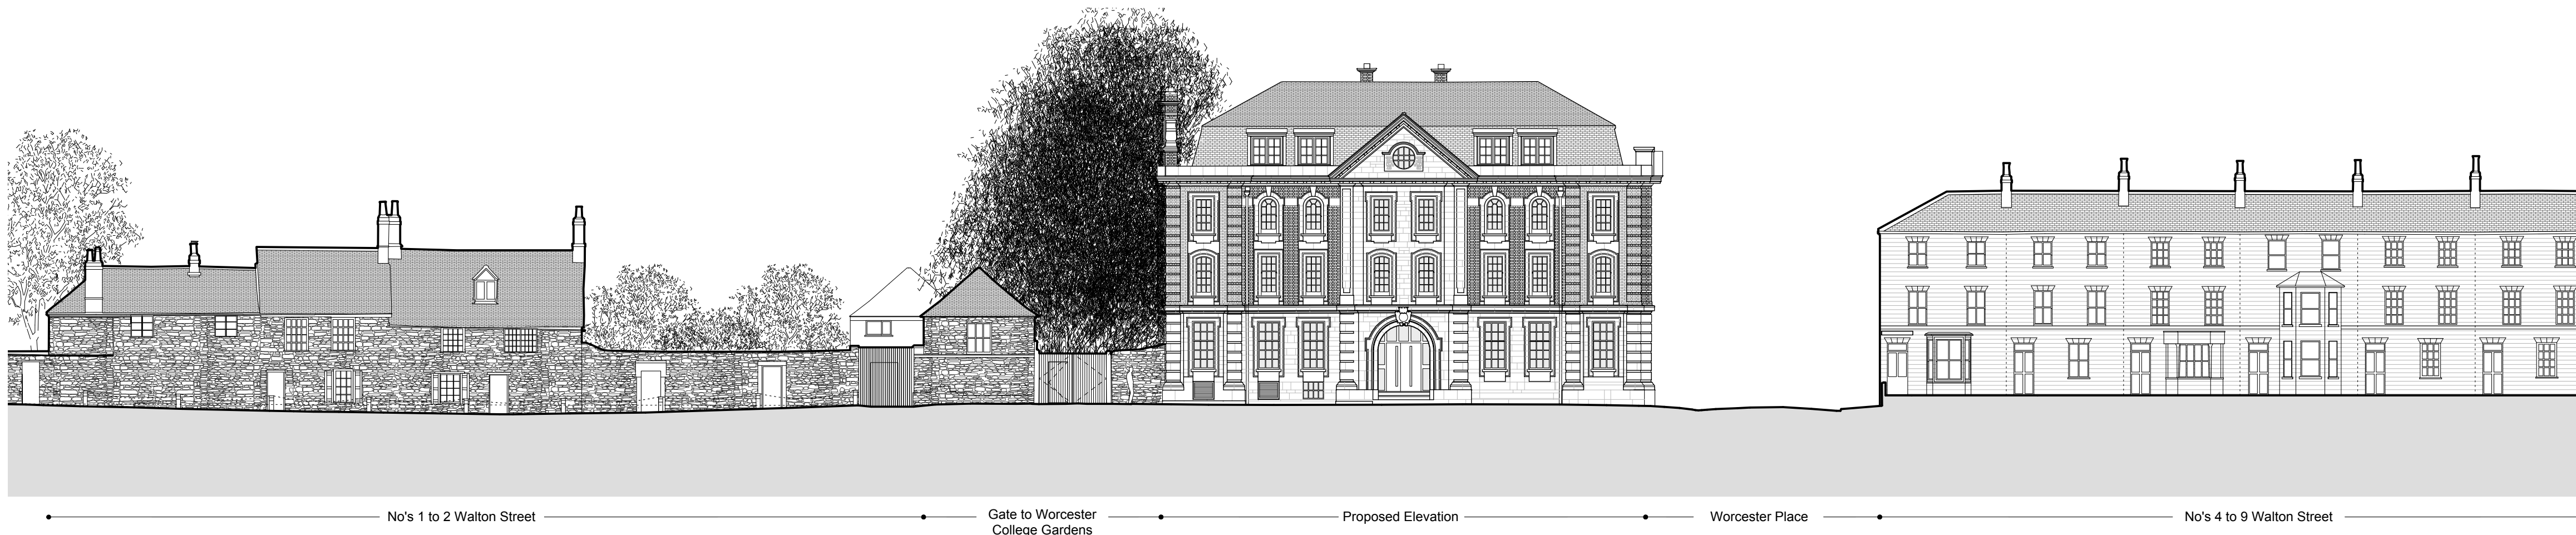 No's 1 to 2 Walton Street
Gate to Worcester
College Gardens
Proposed Elevation
Worcester Place
No's 4 to 9 Walton Street